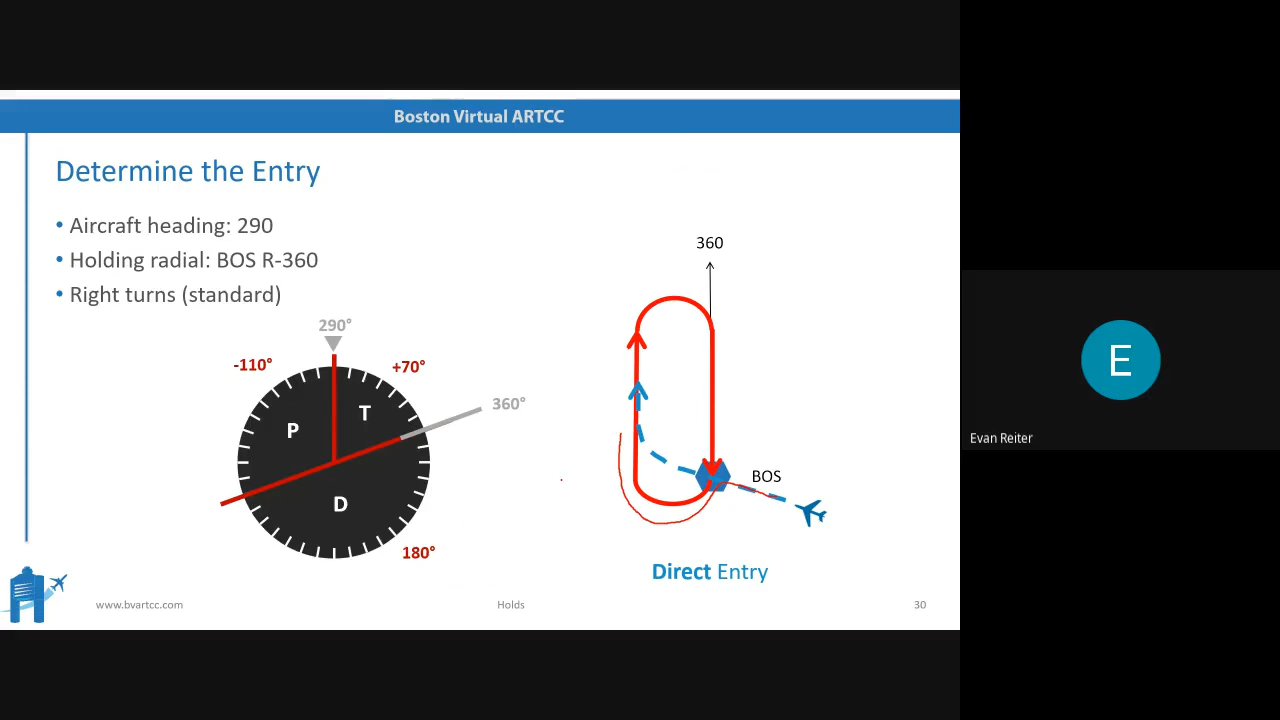 Boston Virtual ARTCC
Determine the Entry
• Aircraft heading: 290
• Holding radial: BOS R-360
• Right turns (standard)
290°
-110°
+70°
360°
P
T
D
180°
360
BOS
Direct Entry
www.bvartcc.com
Holds
30
E
Evan Reiter